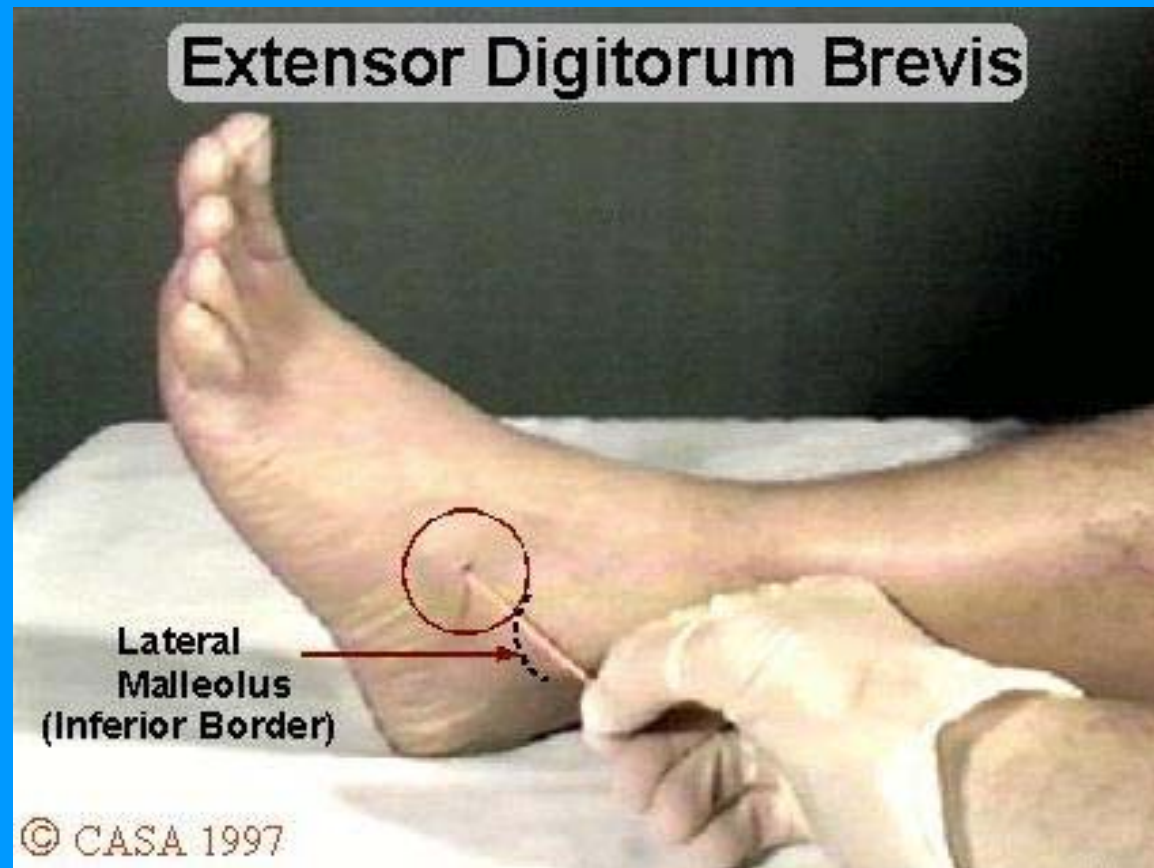 Extensor Digitorum Brevis
Lateral
Malleolus
(Inferior Border)
© CASA 1997